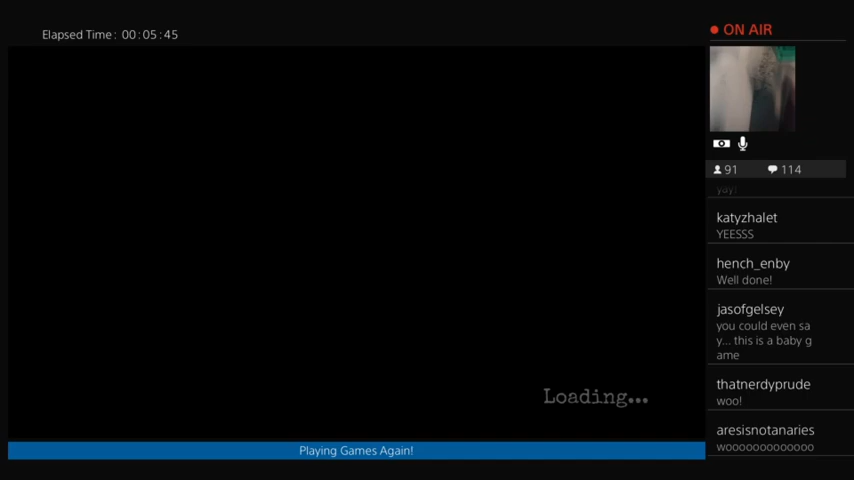 Elapsed Time: 00:05:45
ON AIR
91 114
yay!
katyzhalet
YEESSS
hench_enby
Well done!
jasofgelsey
you could even sa
y... this is a baby g
ame
thatnerdyprude
woo!
aresisnotanaries
wooooooooooooo
Loading...
Playing Games Again!